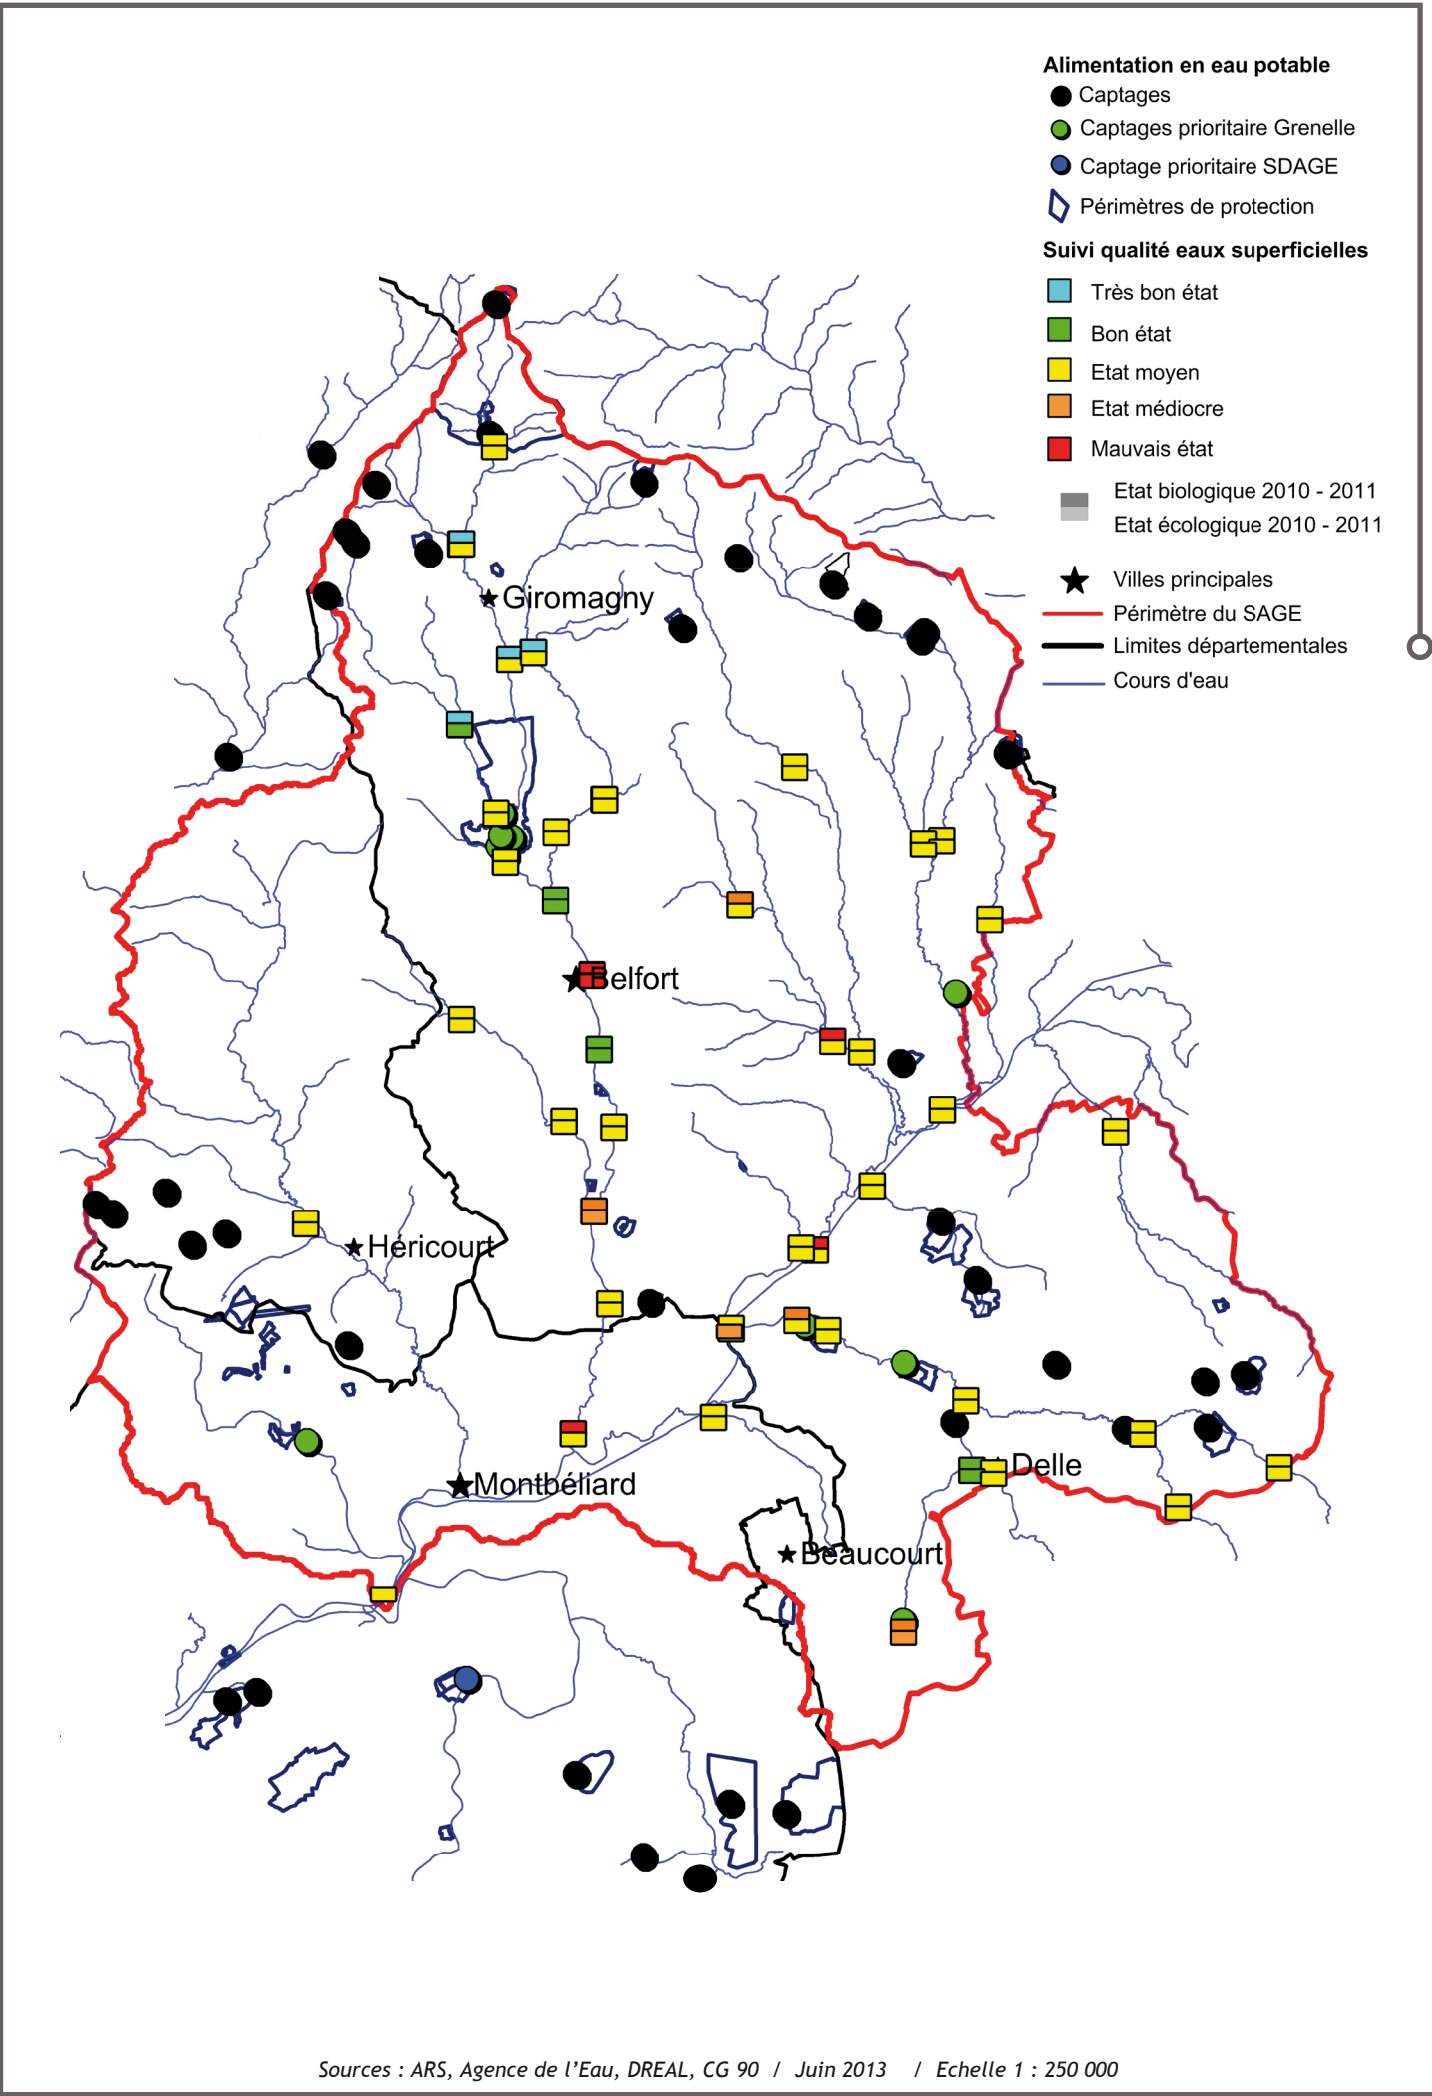 Alimentation en eau potable
Captages
Captages prioritaire Grenelle
Captage prioritaire SDAGE
Périmètres de protection
Suivi qualité eaux superficielles
Très bon état
Bon état
Etat moyen
Etat médiocre
Mauvais état
Etat biologique 2010 - 2011
Etat écologique 2010 - 2011
Villes principales
Périmètre du SAGE
Limites départementales
Cours d'eau
Giromagny
Belfort
Héricourt
Delle
Montbéliard
Beaucourt
Sources : ARS, Agence de l'Eau, DREAL, CG 90 / Juin 2013 / Echelle 1 : 250 000